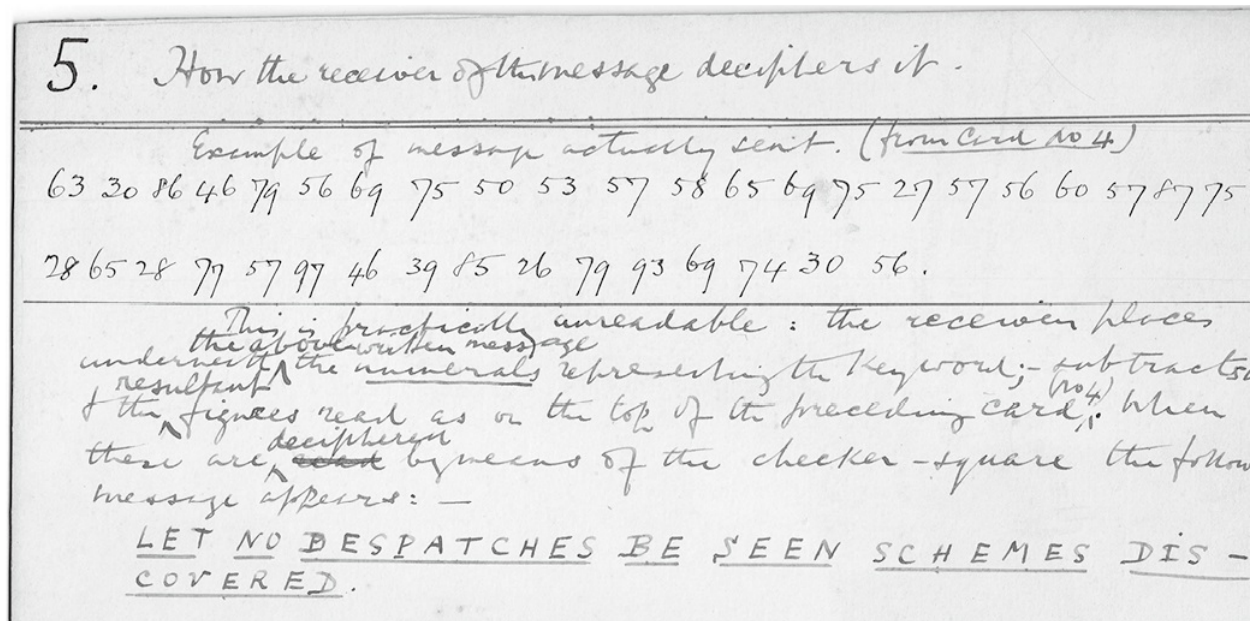 5. How the receiver of the message deciphers it.
Example of message actually sent. (from Card No 4)
63 30 86 46 79 56 69 75 50 53 57 58 65 69 75 27 57 56 60 57 87 75
28 65 28 77 57 97 46 39 85 26 79 93 69 74 30 56.
This is practically unreadable : the receiver places
the above written message
underneath the numerals representing the keyword;- subtracts
resultant
& the figures read as on the top of the preceding card (No 4). When
deciphered
these are read by means of the checker-square the follow
message appears: —
LET NO DESPATCHES BE SEEN SCHEMES DIS-
COVERED.